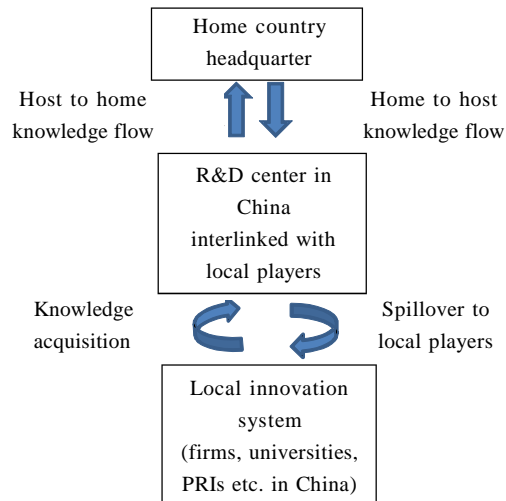 Home country
headquarter
Host to home
knowledge flow
Home to host
knowledge flow
R&D center in
China
interlinked with
local players
Knowledge
acquisition
Spillover to
local players
Local innovation
system
(firms, universities,
PRIs etc. in China)